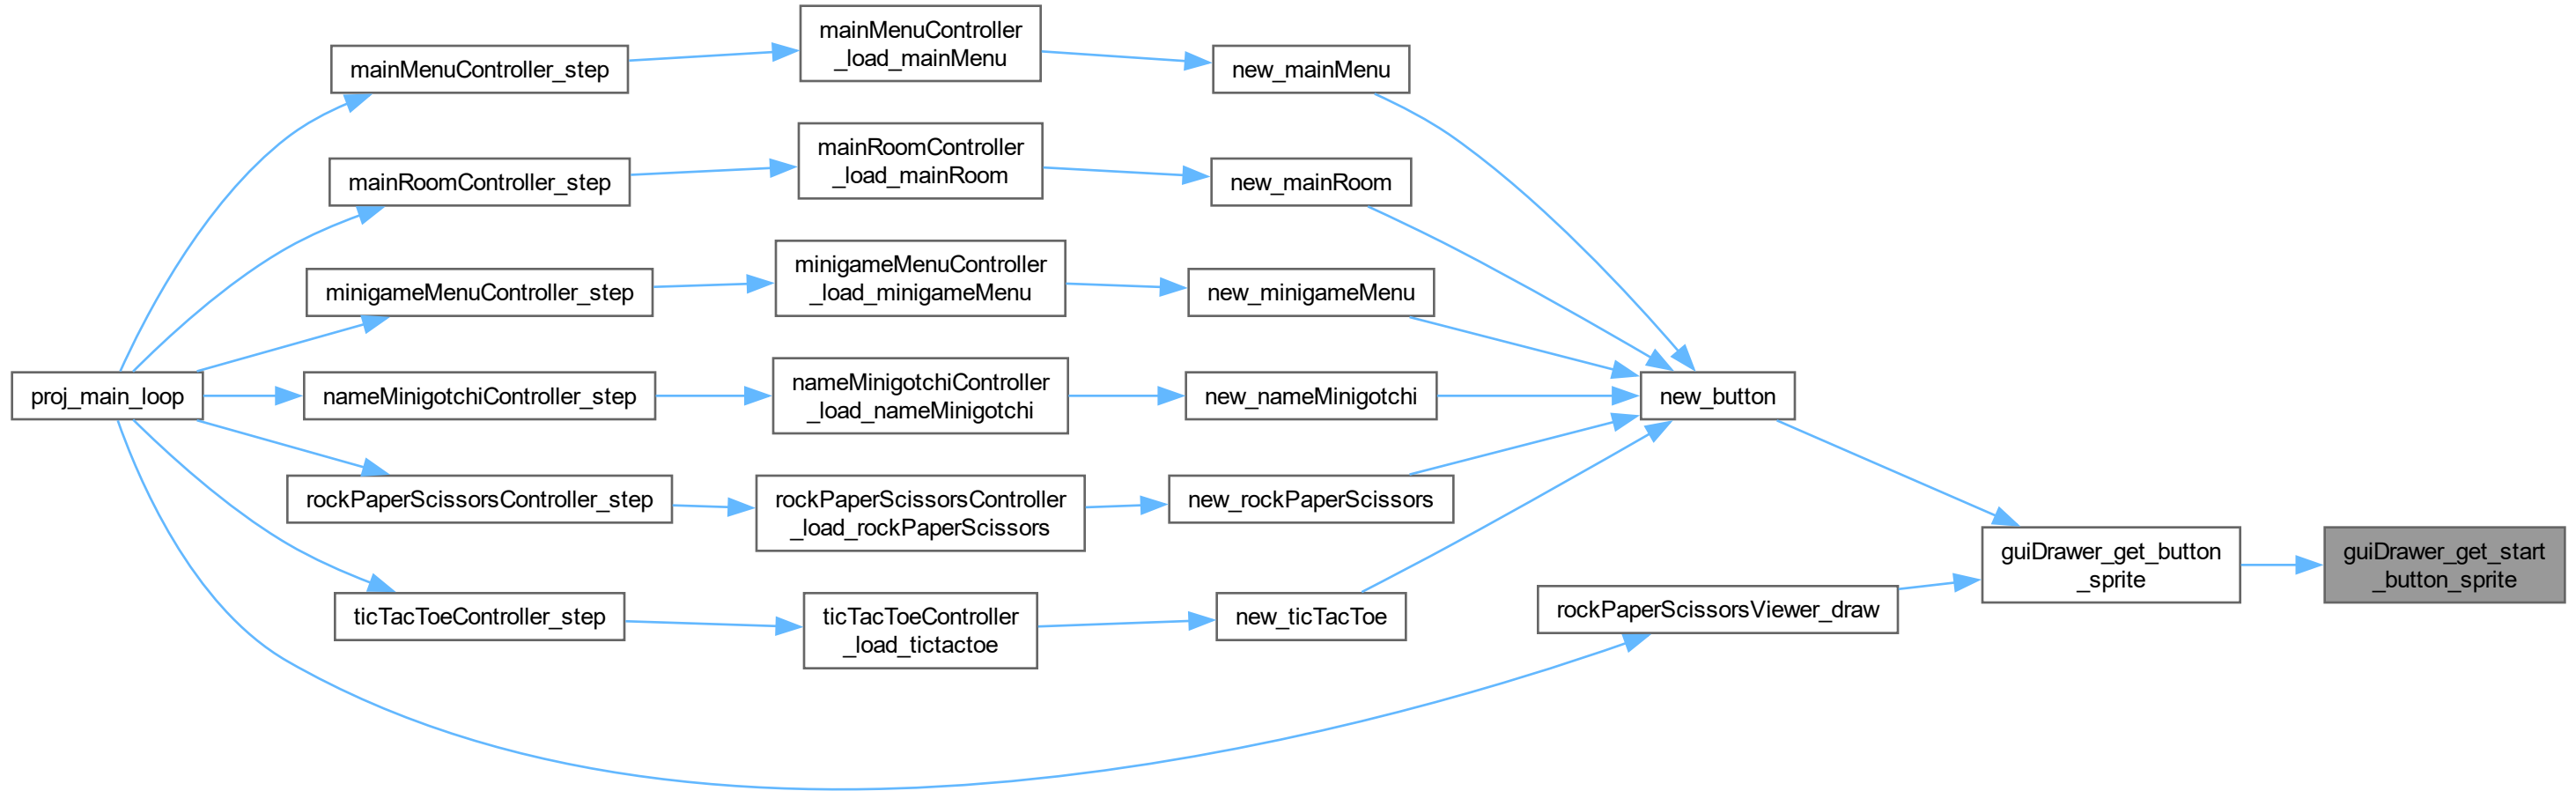 mainMenuController
_load_mainMenu
mainMenuController_step
new_mainMenu
mainRoomController
_load_mainRoom
mainRoomController_step
new_mainRoom
minigameMenuController
_load_minigameMenu
minigameMenuController_step
new_minigameMenu
proj_main_loop
nameMinigotchiController_step
nameMinigotchiController
_load_nameMinigotchi
new_nameMinigotchi
new_button
rockPaperScissorsController_step
rockPaperScissorsController
_load_rockPaperScissors
new_rockPaperScissors
guiDrawer_get_button
_sprite
guiDrawer_get_start
_button_sprite
ticTacToeController_step
ticTacToeController
_load_tictactoe
new_ticTacToe
rockPaperScissorsViewer_draw